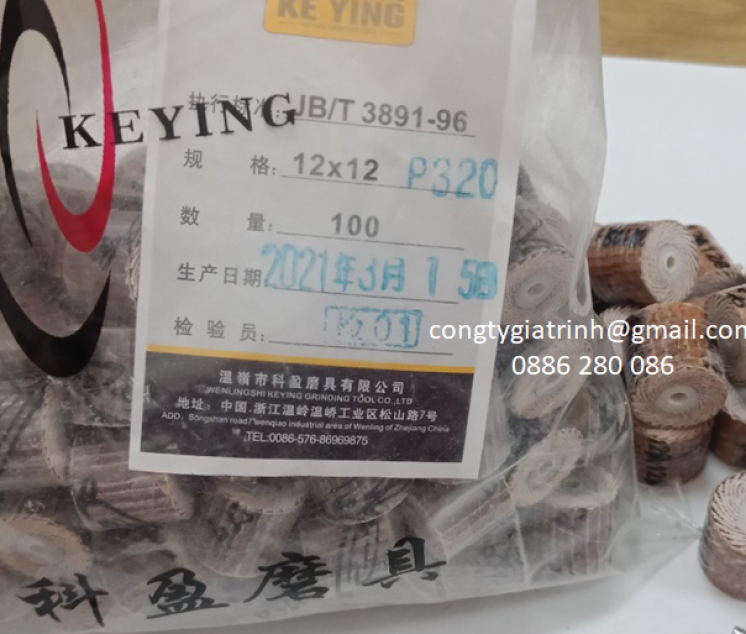 KE YING
KEYING
执行标准: JB/T 3891-96
规 格: 12x12 P320
数 量: 100
生产日期: 2021年3月15日
检验员: K201
温嶺市科盈磨具有限公司
WENLINGSHI KEYING GRINDING TOOL CO.,LTD
地址: 中国.浙江温岭温峤工业区松山路7号
ADD: Songshan road7"wenqiao industrial area of Wenling of Zhejiang China
TEL:0086-576-86969875
congtygiatrinh@gmail.com
0886 280 086
科盈磨具